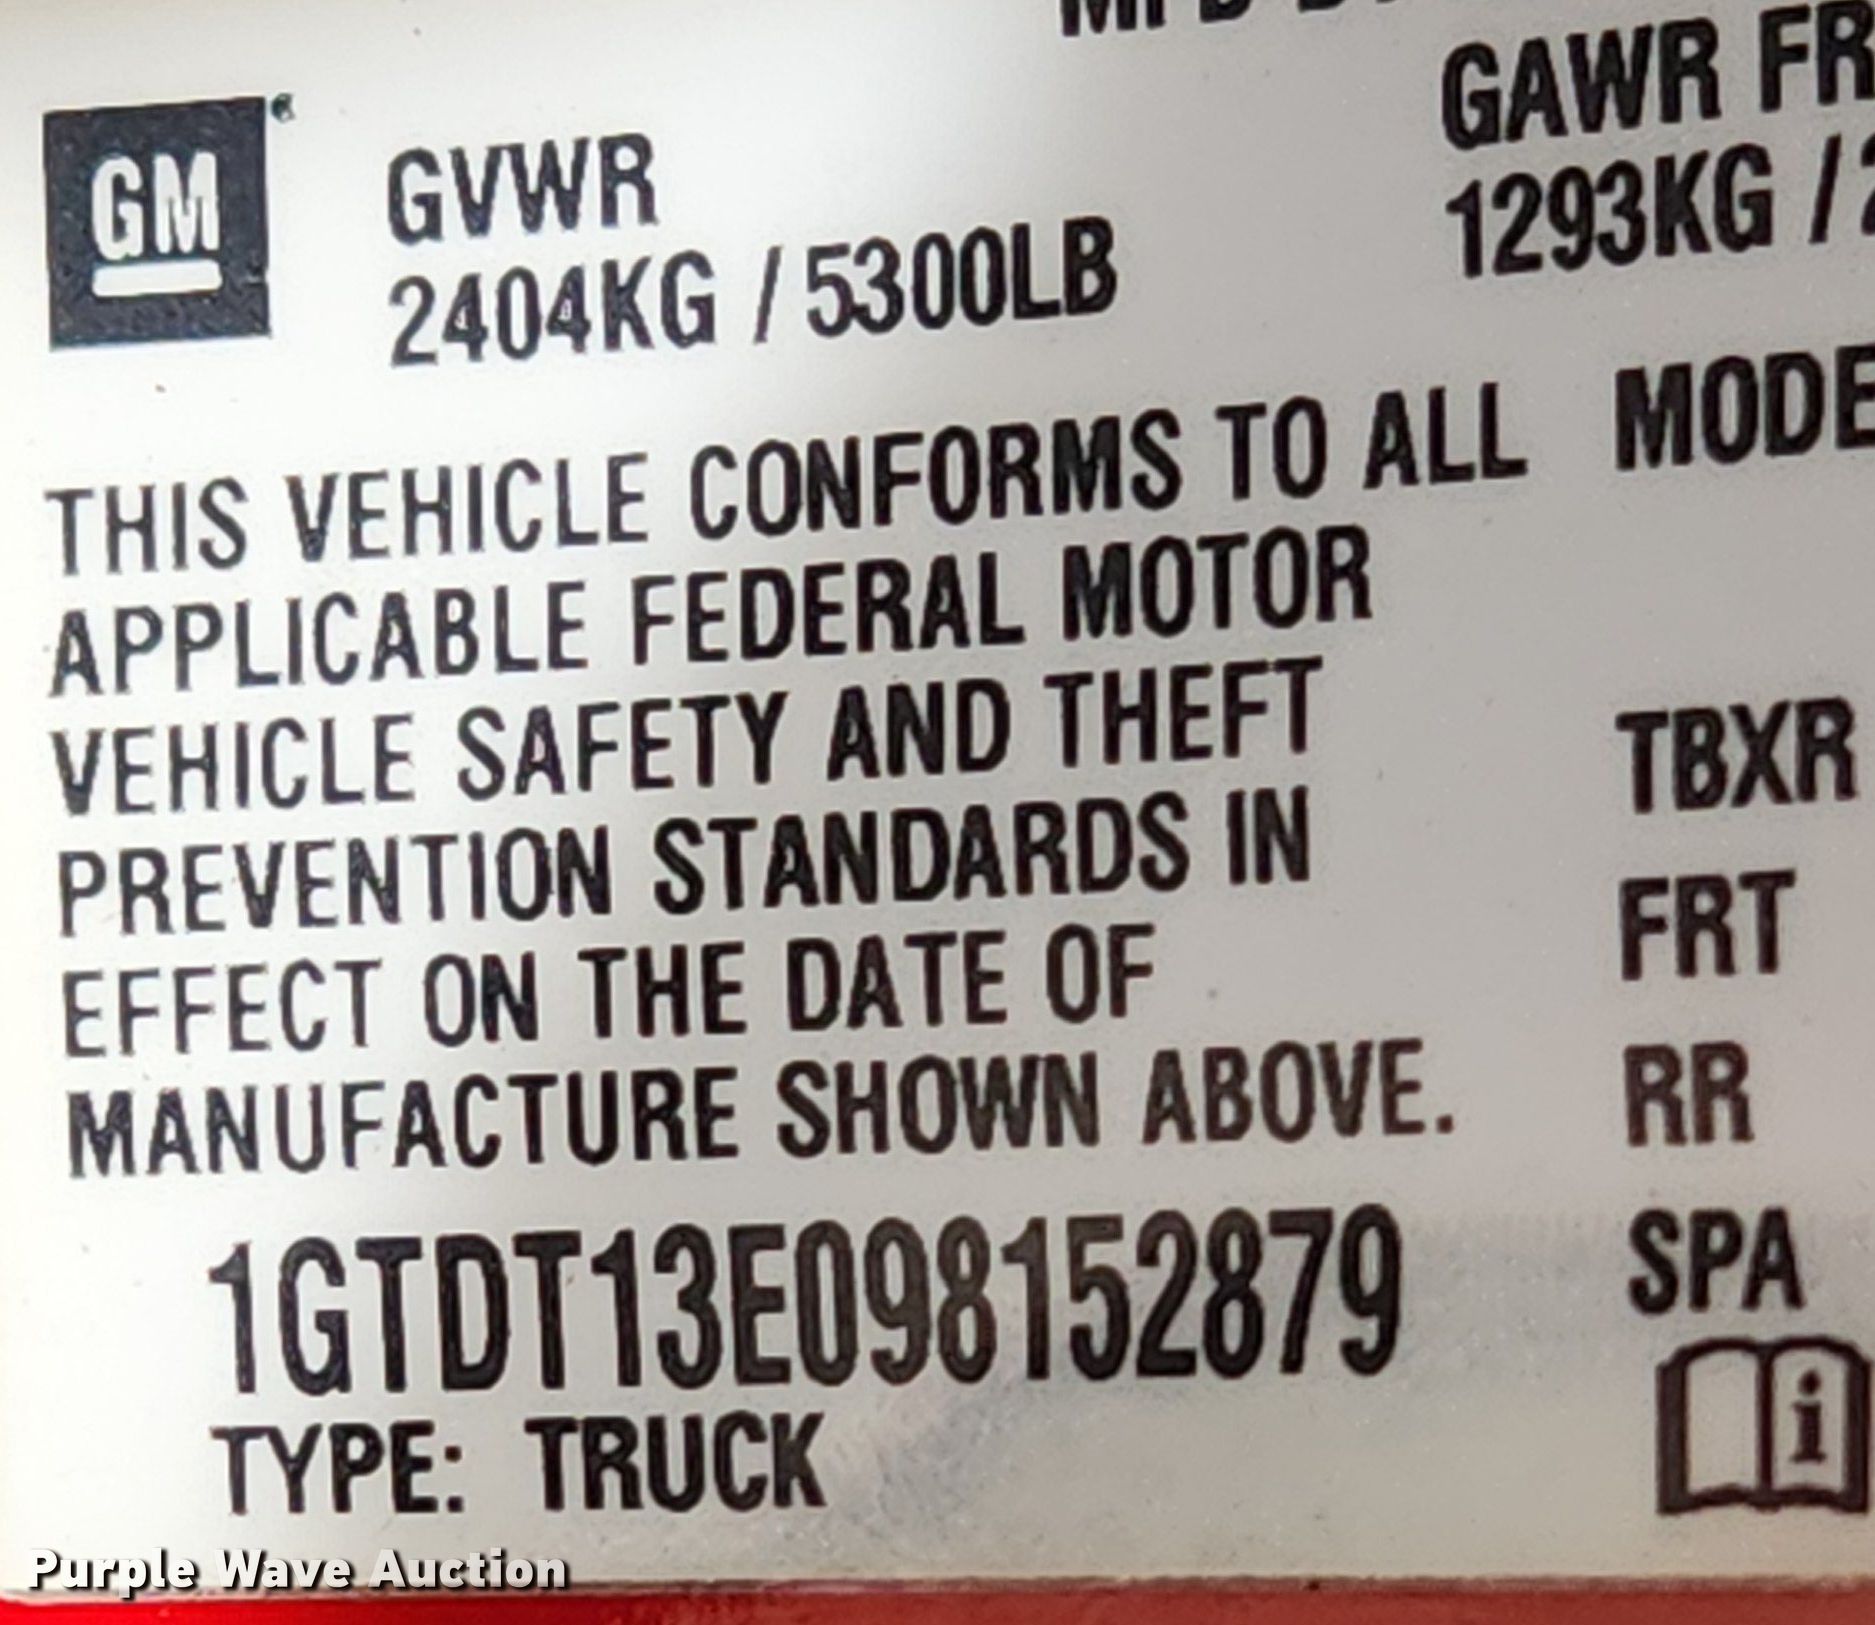 GAWR FR
GM
GVWR
1293KG /
2404KG / 5300LB
THIS VEHICLE CONFORMS TO ALL MODE
APPLICABLE FEDERAL MOTOR
VEHICLE SAFETY AND THEFT
TBXR
PREVENTION STANDARDS IN
FRT
EFFECT ON THE DATE OF
RR
MANUFACTURE SHOWN ABOVE.
1GTDT13E098152879
SPA
TYPE: TRUCK
i
Purple Wave Auction